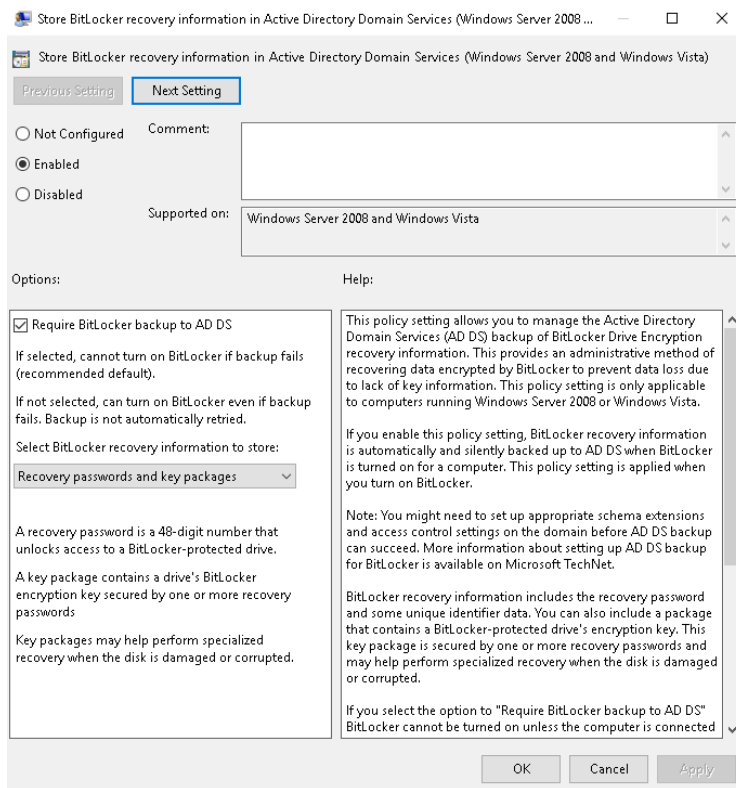 Store BitLocker recovery information in Active Directory Domain Services (Windows Server 2008 ...
Store BitLocker recovery information in Active Directory Domain Services (Windows Server 2008 and Windows Vista)
Previous Setting
Next Setting
Not Configured
Enabled
Disabled
Comment:
Supported on:
Windows Server 2008 and Windows Vista
Options:
Help:
Require BitLocker backup to AD DS
If selected, cannot turn on BitLocker if backup fails
(recommended default).
If not selected, can turn on BitLocker even if backup
fails. Backup is not automatically retried.
Select BitLocker recovery information to store:
Recovery passwords and key packages
A recovery password is a 48-digit number that
unlocks access to a BitLocker-protected drive.
A key package contains a drive's BitLocker
encryption key secured by one or more recovery
passwords
Key packages may help perform specialized
recovery when the disk is damaged or corrupted.
This policy setting allows you to manage the Active Directory
Domain Services (AD DS) backup of BitLocker Drive Encryption
recovery information. This provides an administrative method of
recovering data encrypted by BitLocker to prevent data loss due
to lack of key information. This policy setting is only applicable
to computers running Windows Server 2008 or Windows Vista.
If you enable this policy setting, BitLocker recovery information
is automatically and silently backed up to AD DS when BitLocker
is turned on for a computer. This policy setting is applied when
you turn on BitLocker.
Note: You might need to set up appropriate schema extensions
and access control settings on the domain before AD DS backup
can succeed. More information about setting up AD DS backup
for BitLocker is available on Microsoft TechNet.
BitLocker recovery information includes the recovery password
and some unique identifier data. You can also include a package
that contains a BitLocker-protected drive's encryption key. This
key package is secured by one or more recovery passwords and
may help perform specialized recovery when the disk is damaged
or corrupted.
If you select the option to "Require BitLocker backup to AD DS"
BitLocker cannot be turned on unless the computer is connected
OK
Cancel
Apply